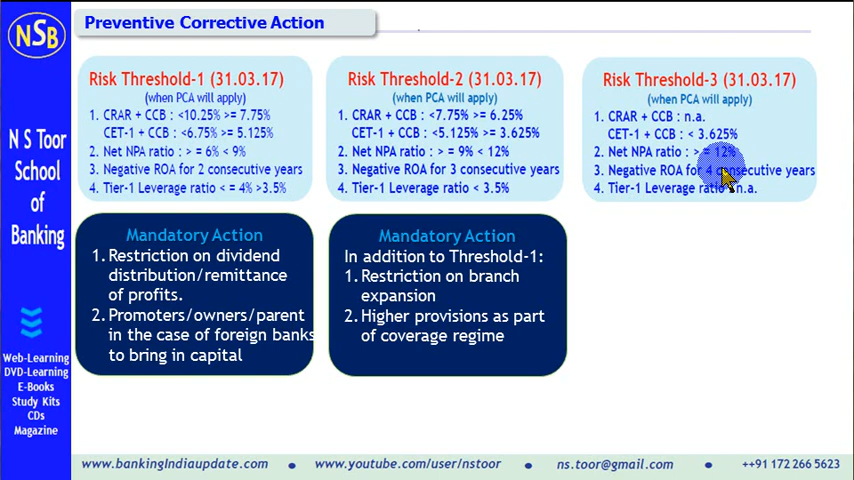 NSB
Preventive Corrective Action
N S Toor
School
of
Banking
Web-Learning
DVD-Learning
E-Books
Study Kits
CDs
Magazine
Risk Threshold-1 (31.03.17)
(when PCA will apply)
1. CRAR + CCB : <10.25% >= 7.75%
CET-1 + CCB : <6.75% >= 5.125%
2. Net NPA ratio : > = 6% < 9%
3. Negative ROA for 2 consecutive years
4. Tier-1 Leverage ratio < = 4% >3.5%
Risk Threshold-2 (31.03.17)
(when PCA will apply)
1. CRAR + CCB : <7.75% >= 6.25%
CET-1 + CCB : <5.125% >= 3.625%
2. Net NPA ratio : > = 9% < 12%
3. Negative ROA for 3 consecutive years
4. Tier-1 Leverage ratio < 3.5%
Risk Threshold-3 (31.03.17)
(when PCA will apply)
1. CRAR + CCB : n.a.
CET-1 + CCB : < 3.625%
2. Net NPA ratio : > = 12%
3. Negative ROA for 4 consecutive years
4. Tier-1 Leverage ratio n.a.
Mandatory Action
1. Restriction on dividend
distribution/remittance
of profits.
2. Promoters/owners/parent
in the case of foreign banks
to bring in capital
Mandatory Action
In addition to Threshold-1:
1. Restriction on branch
expansion
2. Higher provisions as part
of coverage regime
www.bankingindiaupdate.com ● www.youtube.com/user/nstoor ● ns.toor@gmail.com ● ++91 172 266 5623